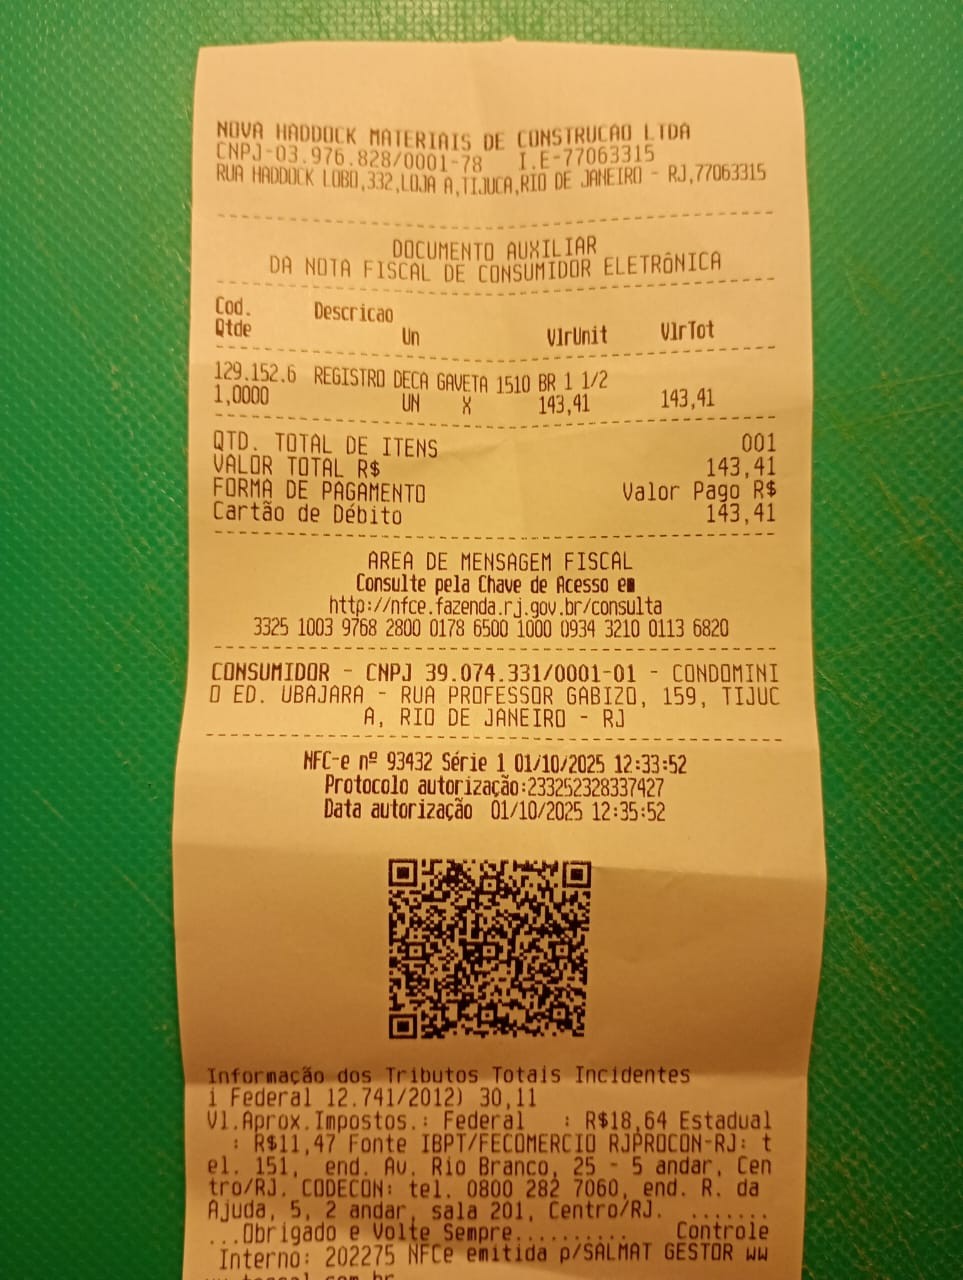 NOVA HADDOCK MATERIAIS DE CONSTRUCAO LTDA
CNPJ-03.976.828/0001-78 I.E-77063315
RUA HADDOCK LOBO,332,LOJA A,TIJUCA,RIO DE JANEIRO - RJ,77063315
DOCUMENTO AUXILIAR
DA NOTA FISCAL DE CONSUMIDOR ELETRÔNICA
Cod. Descricao
Qtde Un VlrUnit VlrTot
129.152.6 REGISTRO DECA GAVETA 1510 BR 1 1/2
1,0000 UN X 143,41 143,41
QTD. TOTAL DE ITENS 001
VALOR TOTAL R$ 143,41
FORMA DE PAGAMENTO Valor Pago R$
Cartão de Débito 143,41
AREA DE MENSAGEM FISCAL
Consulte pela Chave de Acesso em
http://nfce.fazenda.rj.gov.br/consulta
3325 1003 9768 2800 0178 6500 1000 0934 3210 0113 6820
CONSUMIDOR - CNPJ 39.074.331/0001-01 - CONDOMINI
O ED. UBAJARA - RUA PROFESSOR GABIZO, 159, TIJUC
A, RIO DE JANEIRO - RJ
NFC-e nº 93432 Série 1 01/10/2025 12:33:52
Protocolo autorização:233252328337427
Data autorização 01/10/2025 12:35:52
Informação dos Tributos Totais Incidentes
i Federal 12.741/2012) 30,11
Vl.Aprox.Impostos.: Federal : R$18,64 Estadual
: R$11,47 Fonte IBPT/FECOMERCIO RJPROCON-RJ: t
el. 151, end. Av. Rio Branco, 25 - 5 andar, Cen
tro/RJ. CODECON: tel. 0800 282 7060, end. R. da
Ajuda, 5, 2 andar, sala 201, Centro/RJ. .......
...Obrigado e Volte Sempre.......... Controle
Interno: 202275 NFCe emitida p/SALMAT GESTOR ww